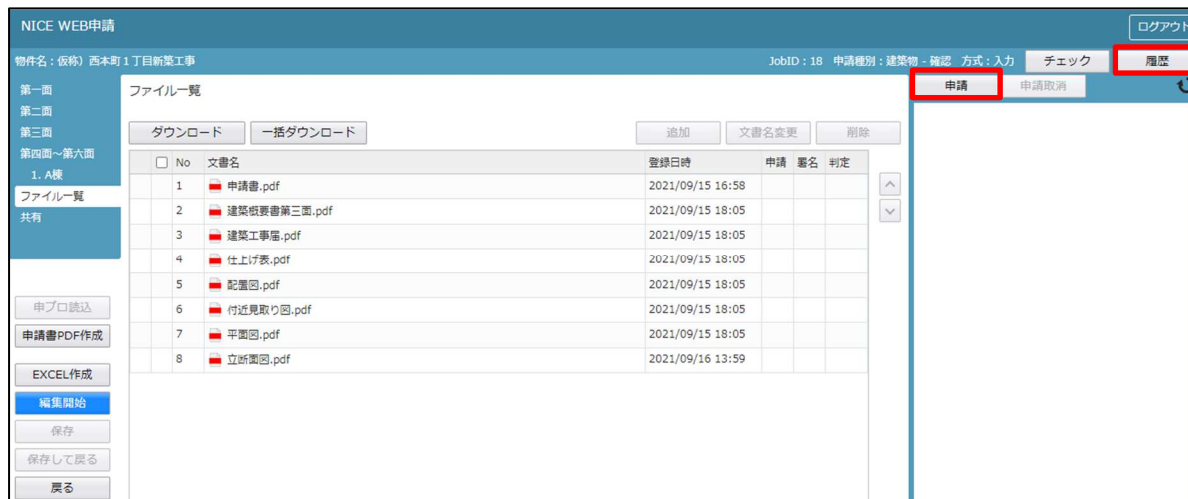 NICE WEB申請
ログアウト
物件名：仮称）西本町１丁目新築工事 JobID：18 申請種別：建築物 - 確認 方式：入力 チェック 履歴
第一面
第二面
第三面
第四面～第六面
1. A棟
ファイル一覧
共有
申プロ読込
申請書PDF作成
EXCEL作成
編集開始
保存
保存して戻る
戻る
ファイル一覧
ダウンロード 一括ダウンロード 追加 文書名変更 削除
No 文書名 登録日時 申請 署名 判定
1 申請書.pdf 2021/09/15 16:58
2 建築概要書第三面.pdf 2021/09/15 18:05
3 建築工事届.pdf 2021/09/15 18:05
4 仕上げ表.pdf 2021/09/15 18:05
5 配置図.pdf 2021/09/15 18:05
6 付近見取り図.pdf 2021/09/15 18:05
7 平面図.pdf 2021/09/15 18:05
8 立断面図.pdf 2021/09/16 13:59
申請 申請取消